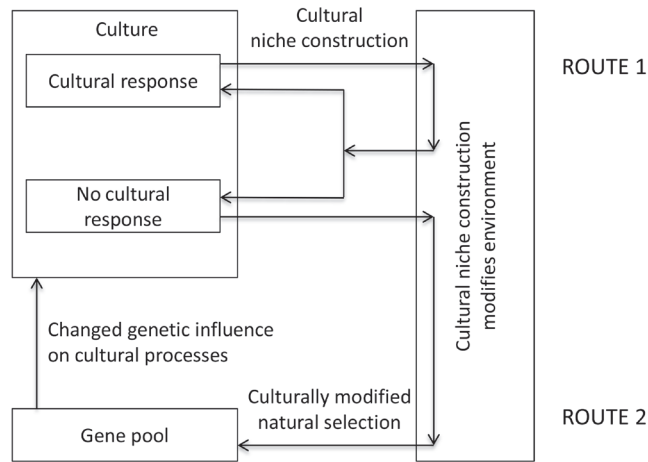 Culture
Cultural
niche construction
Cultural response
ROUTE 1
No cultural
response
Cultural niche construction
modifies environment
Changed genetic influence
on cultural processes
Culturally modified
natural selection
Gene pool
ROUTE 2